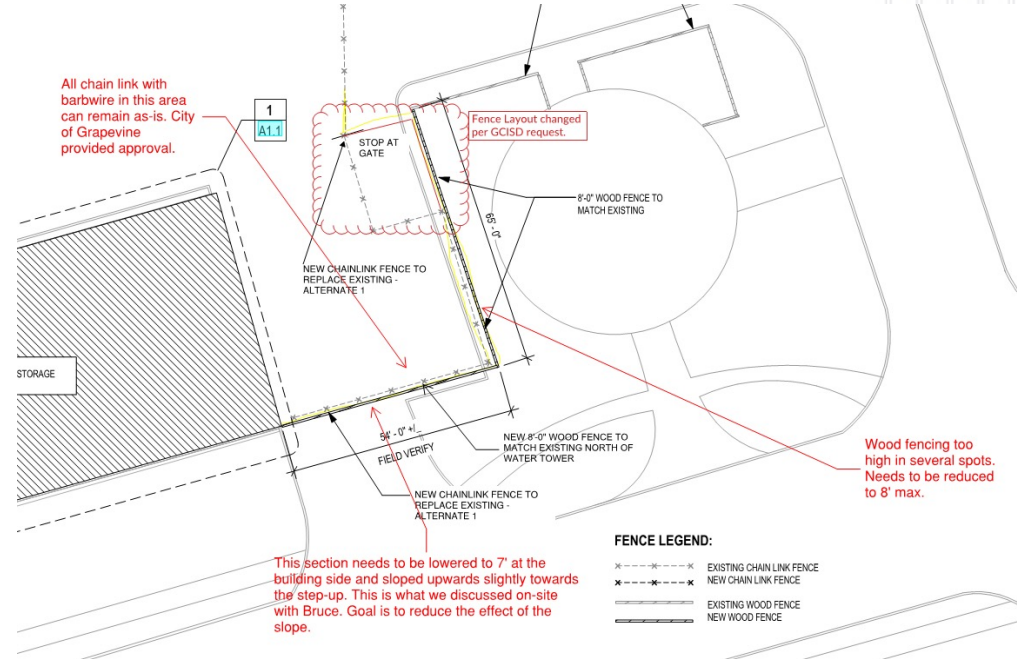 All chain link with
barbwire in this area
can remain as-is. City
of Grapevine
provided approval.
1
A1.1
Fence Layout changed
per GCISD request.
STOP AT
GATE
8'-0" WOOD FENCE TO
MATCH EXISTING
65' - 0"
NEW CHAINLINK FENCE TO
REPLACE EXISTING -
ALTERNATE 1
STORAGE
54' - 0" +/_
FIELD VERIFY
NEW 8'-0" WOOD FENCE TO
MATCH EXISTING NORTH OF
WATER TOWER
Wood fencing too
high in several spots.
Needs to be reduced
to 8' max.
NEW CHAINLINK FENCE TO
REPLACE EXISTING -
ALTERNATE 1
This section needs to be lowered to 7' at the
building side and sloped upwards slightly towards
the step-up. This is what we discussed on-site
with Bruce. Goal is to reduce the effect of the
slope.
FENCE LEGEND:
EXISTING CHAIN LINK FENCE
NEW CHAIN LINK FENCE
EXISTING WOOD FENCE
NEW WOOD FENCE